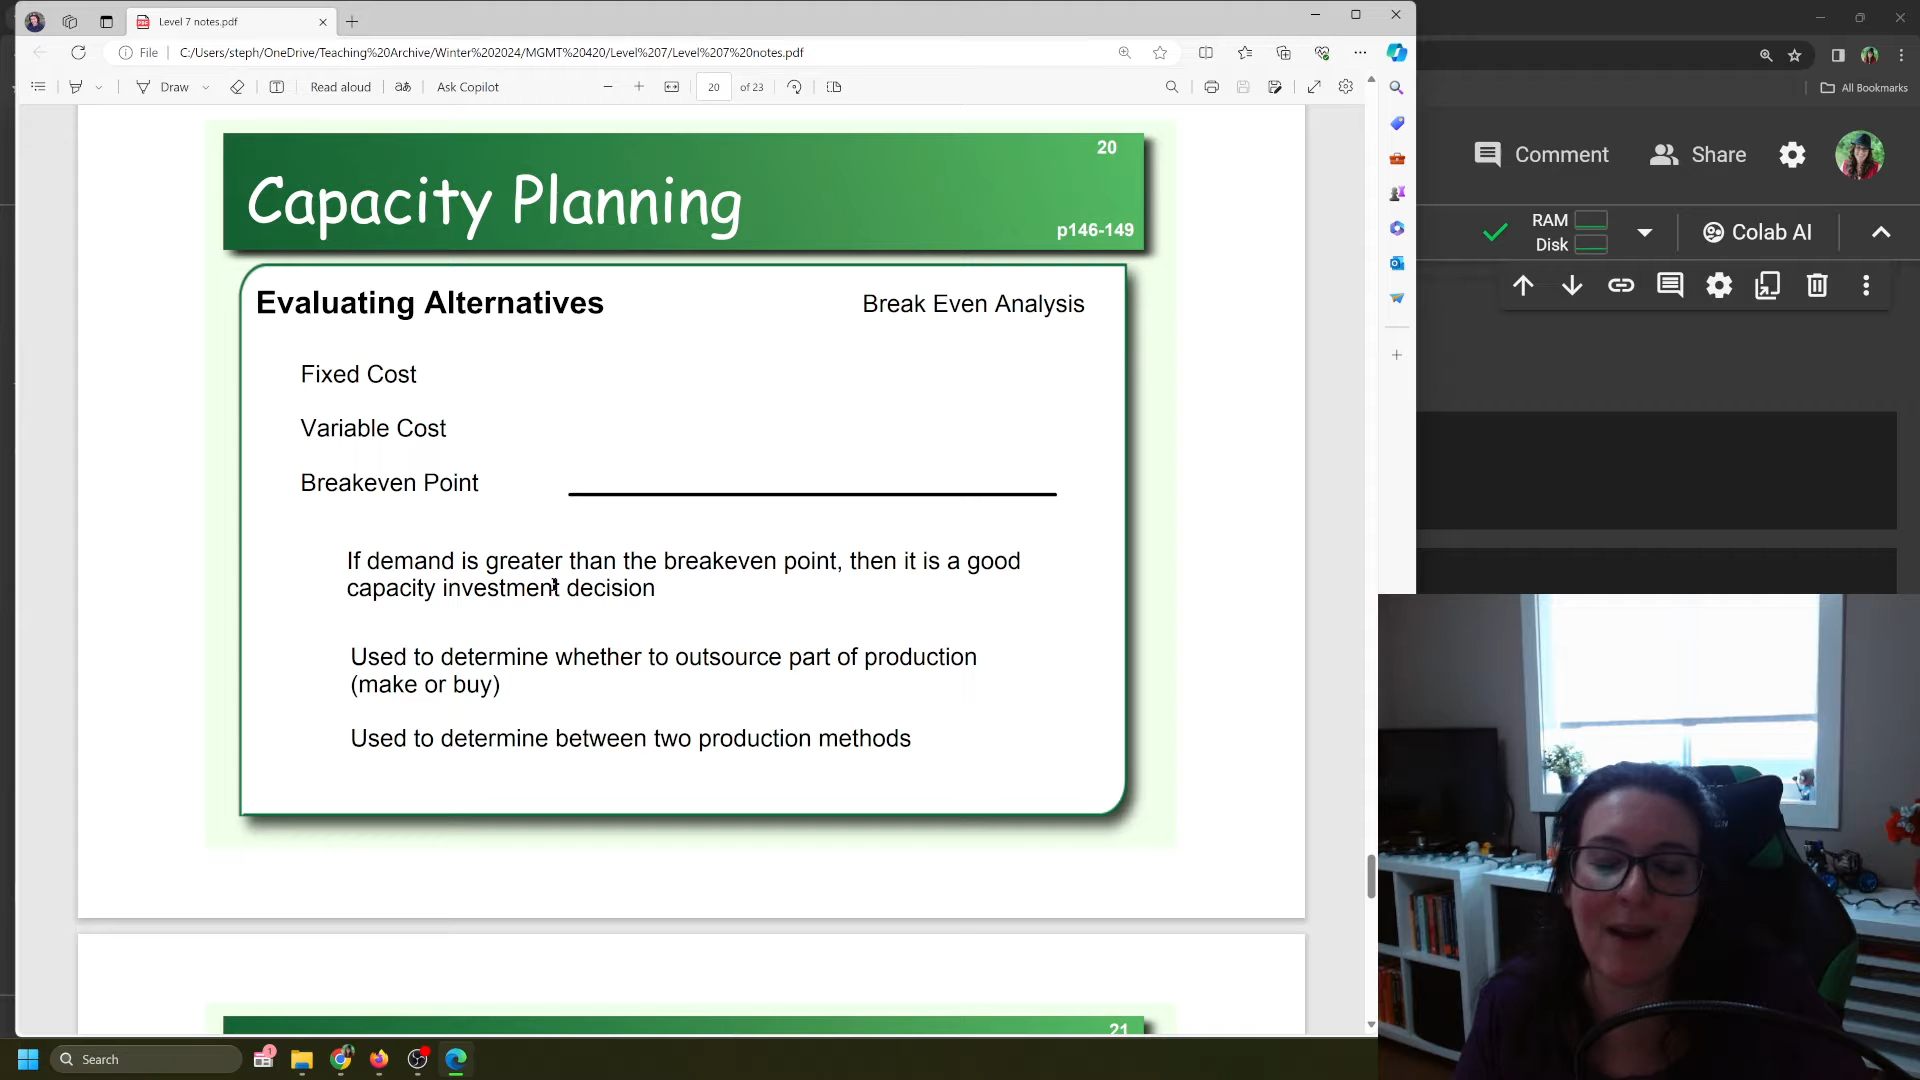 Level 7 notes.pdf
File
C:/Users/steph/OneDrive/Teaching%20Archive/Winter%202024/MGMT%20420/Level%207/Level%207%20notes.pdf
All Bookmarks
Draw
Read aloud
Ask Copilot
20
of 23
20
Capacity Planning
p146-149
Evaluating Alternatives
Break Even Analysis
Fixed Cost
Variable Cost
Breakeven Point
If demand is greater than the breakeven point, then it is a good
capacity investment decision
Used to determine whether to outsource part of production
(make or buy)
Used to determine between two production methods
21
Comment
Share
RAM
Disk
Colab AI
Search
1